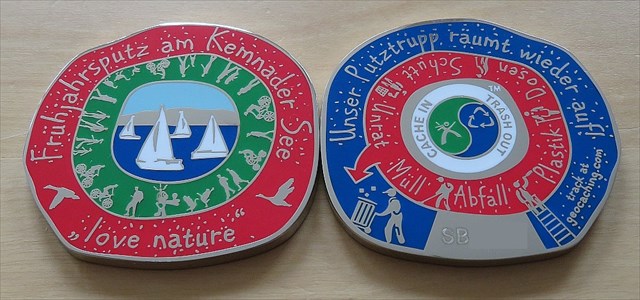 Frühjahrsputz am Kemnader See
„love nature”
Unser Putztrupp räumt wieder auf!
Müll Unrat Schutt Dosen Plastik Abfall
CACHE IN TRASH OUT
TM
track at
geocaching.com
SB